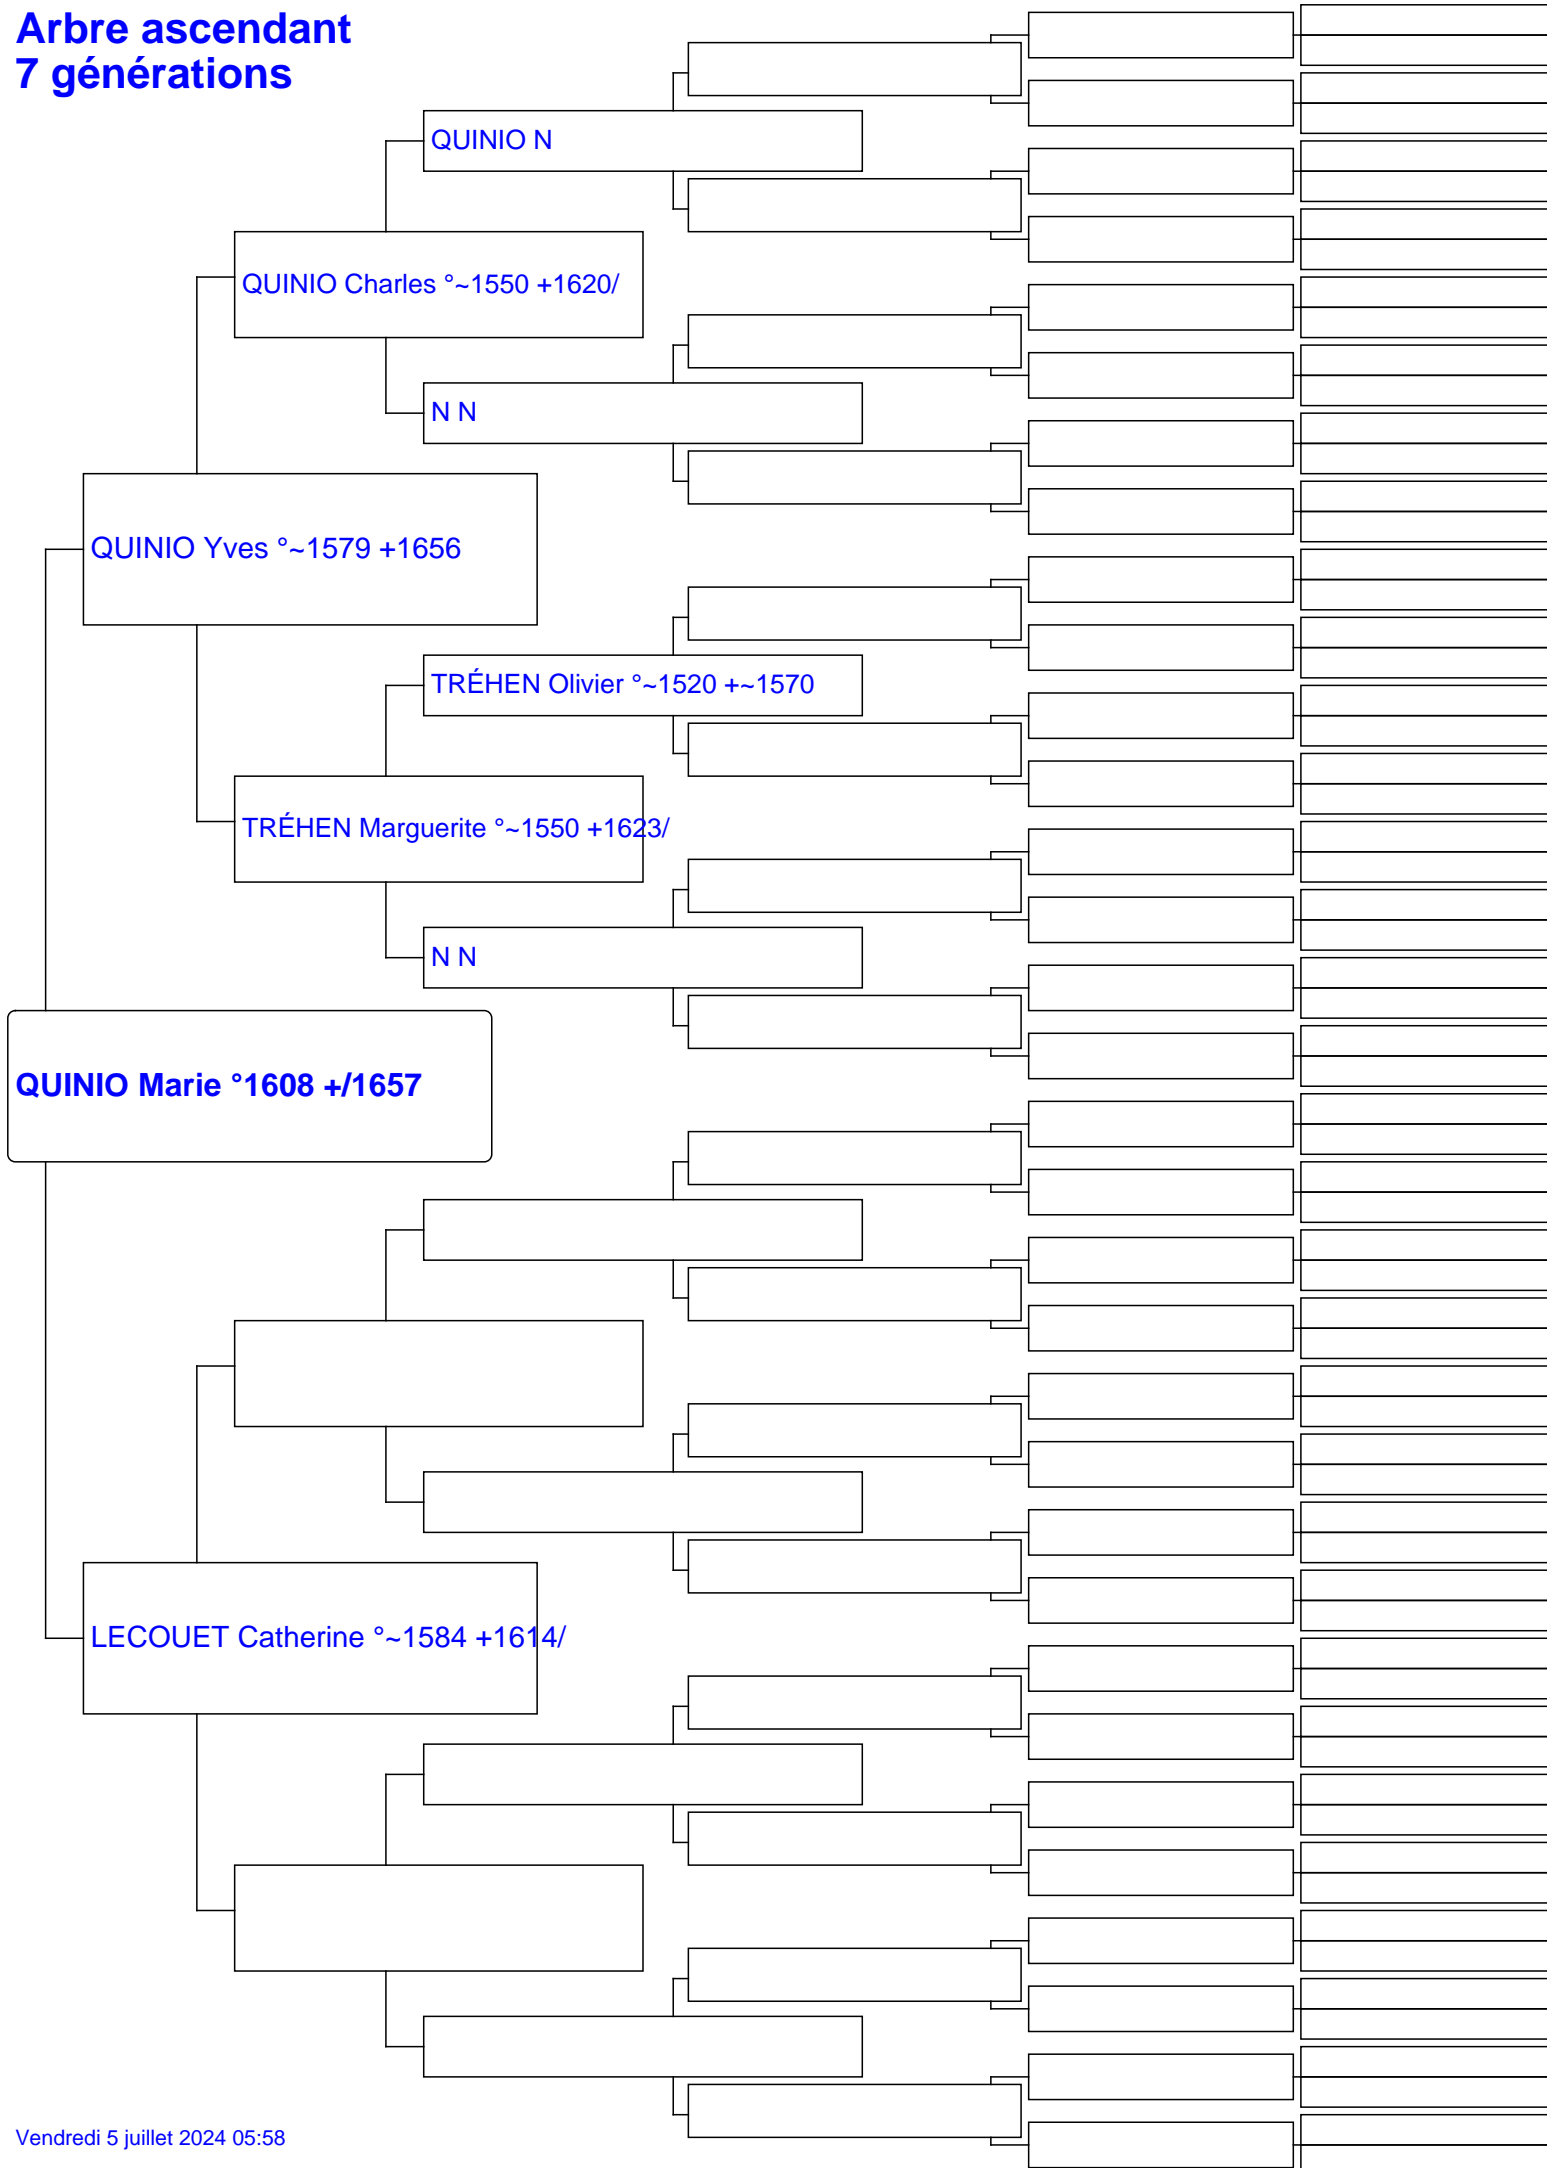 Arbre ascendant
7 générations
QUINIO N
QUINIO Charles °~1550 +1620/
N N
QUINIO Yves °~1579 +1656
TRÉHEN Olivier °~1520 +~1570
TRÉHEN Marguerite °~1550 +1623/
N N
QUINIO Marie °1608 +/1657
LECOUET Catherine °~1584 +1614/
Vendredi 5 juillet 2024 05:58